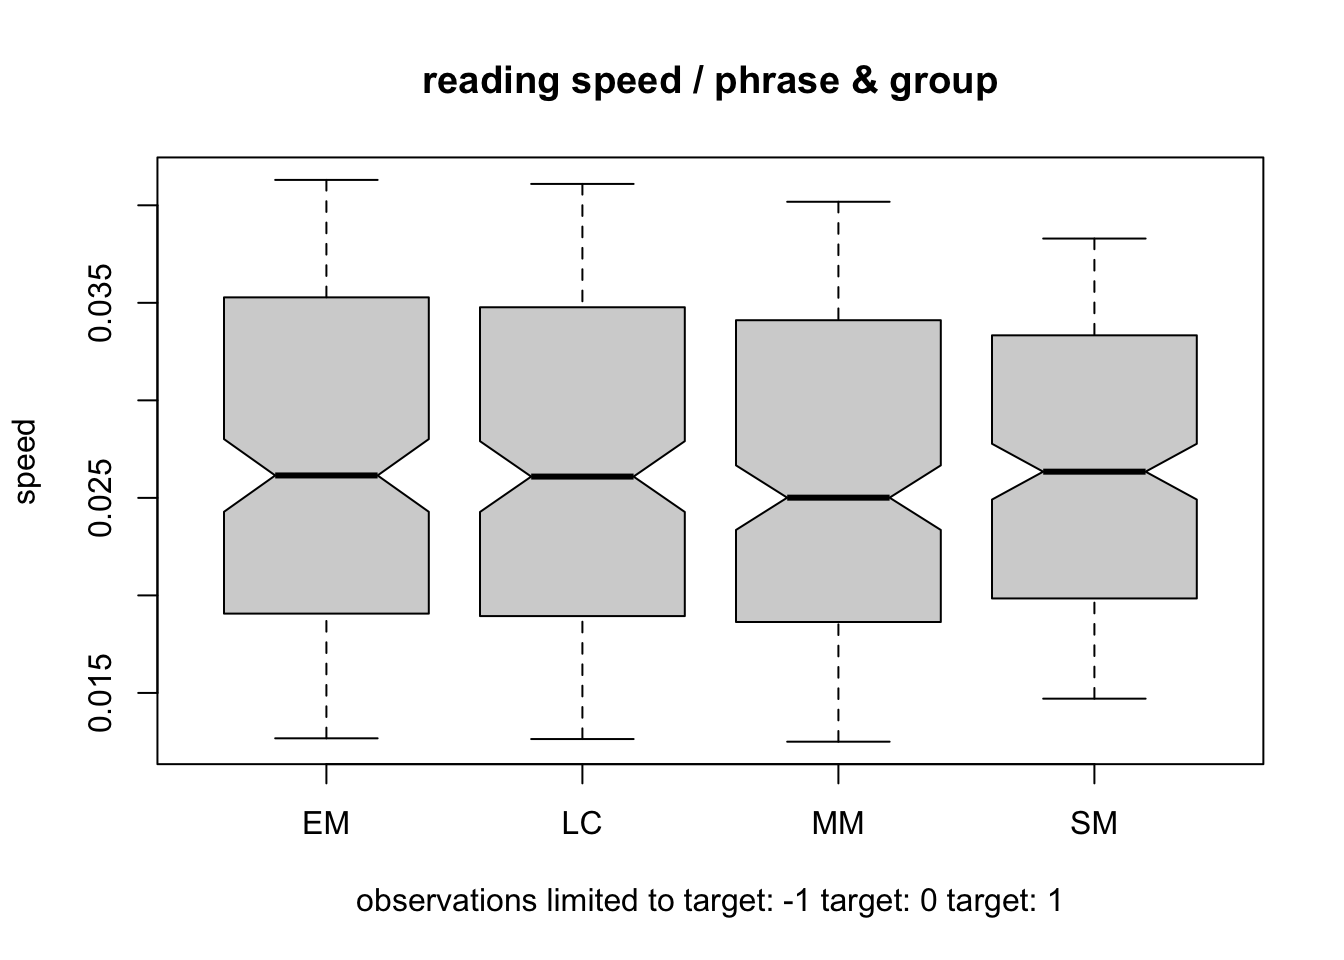 reading speed / phrase & group
speed
0.035
0.025
0.015
EM LC MM SM
observations limited to target: -1 target: 0 target: 1